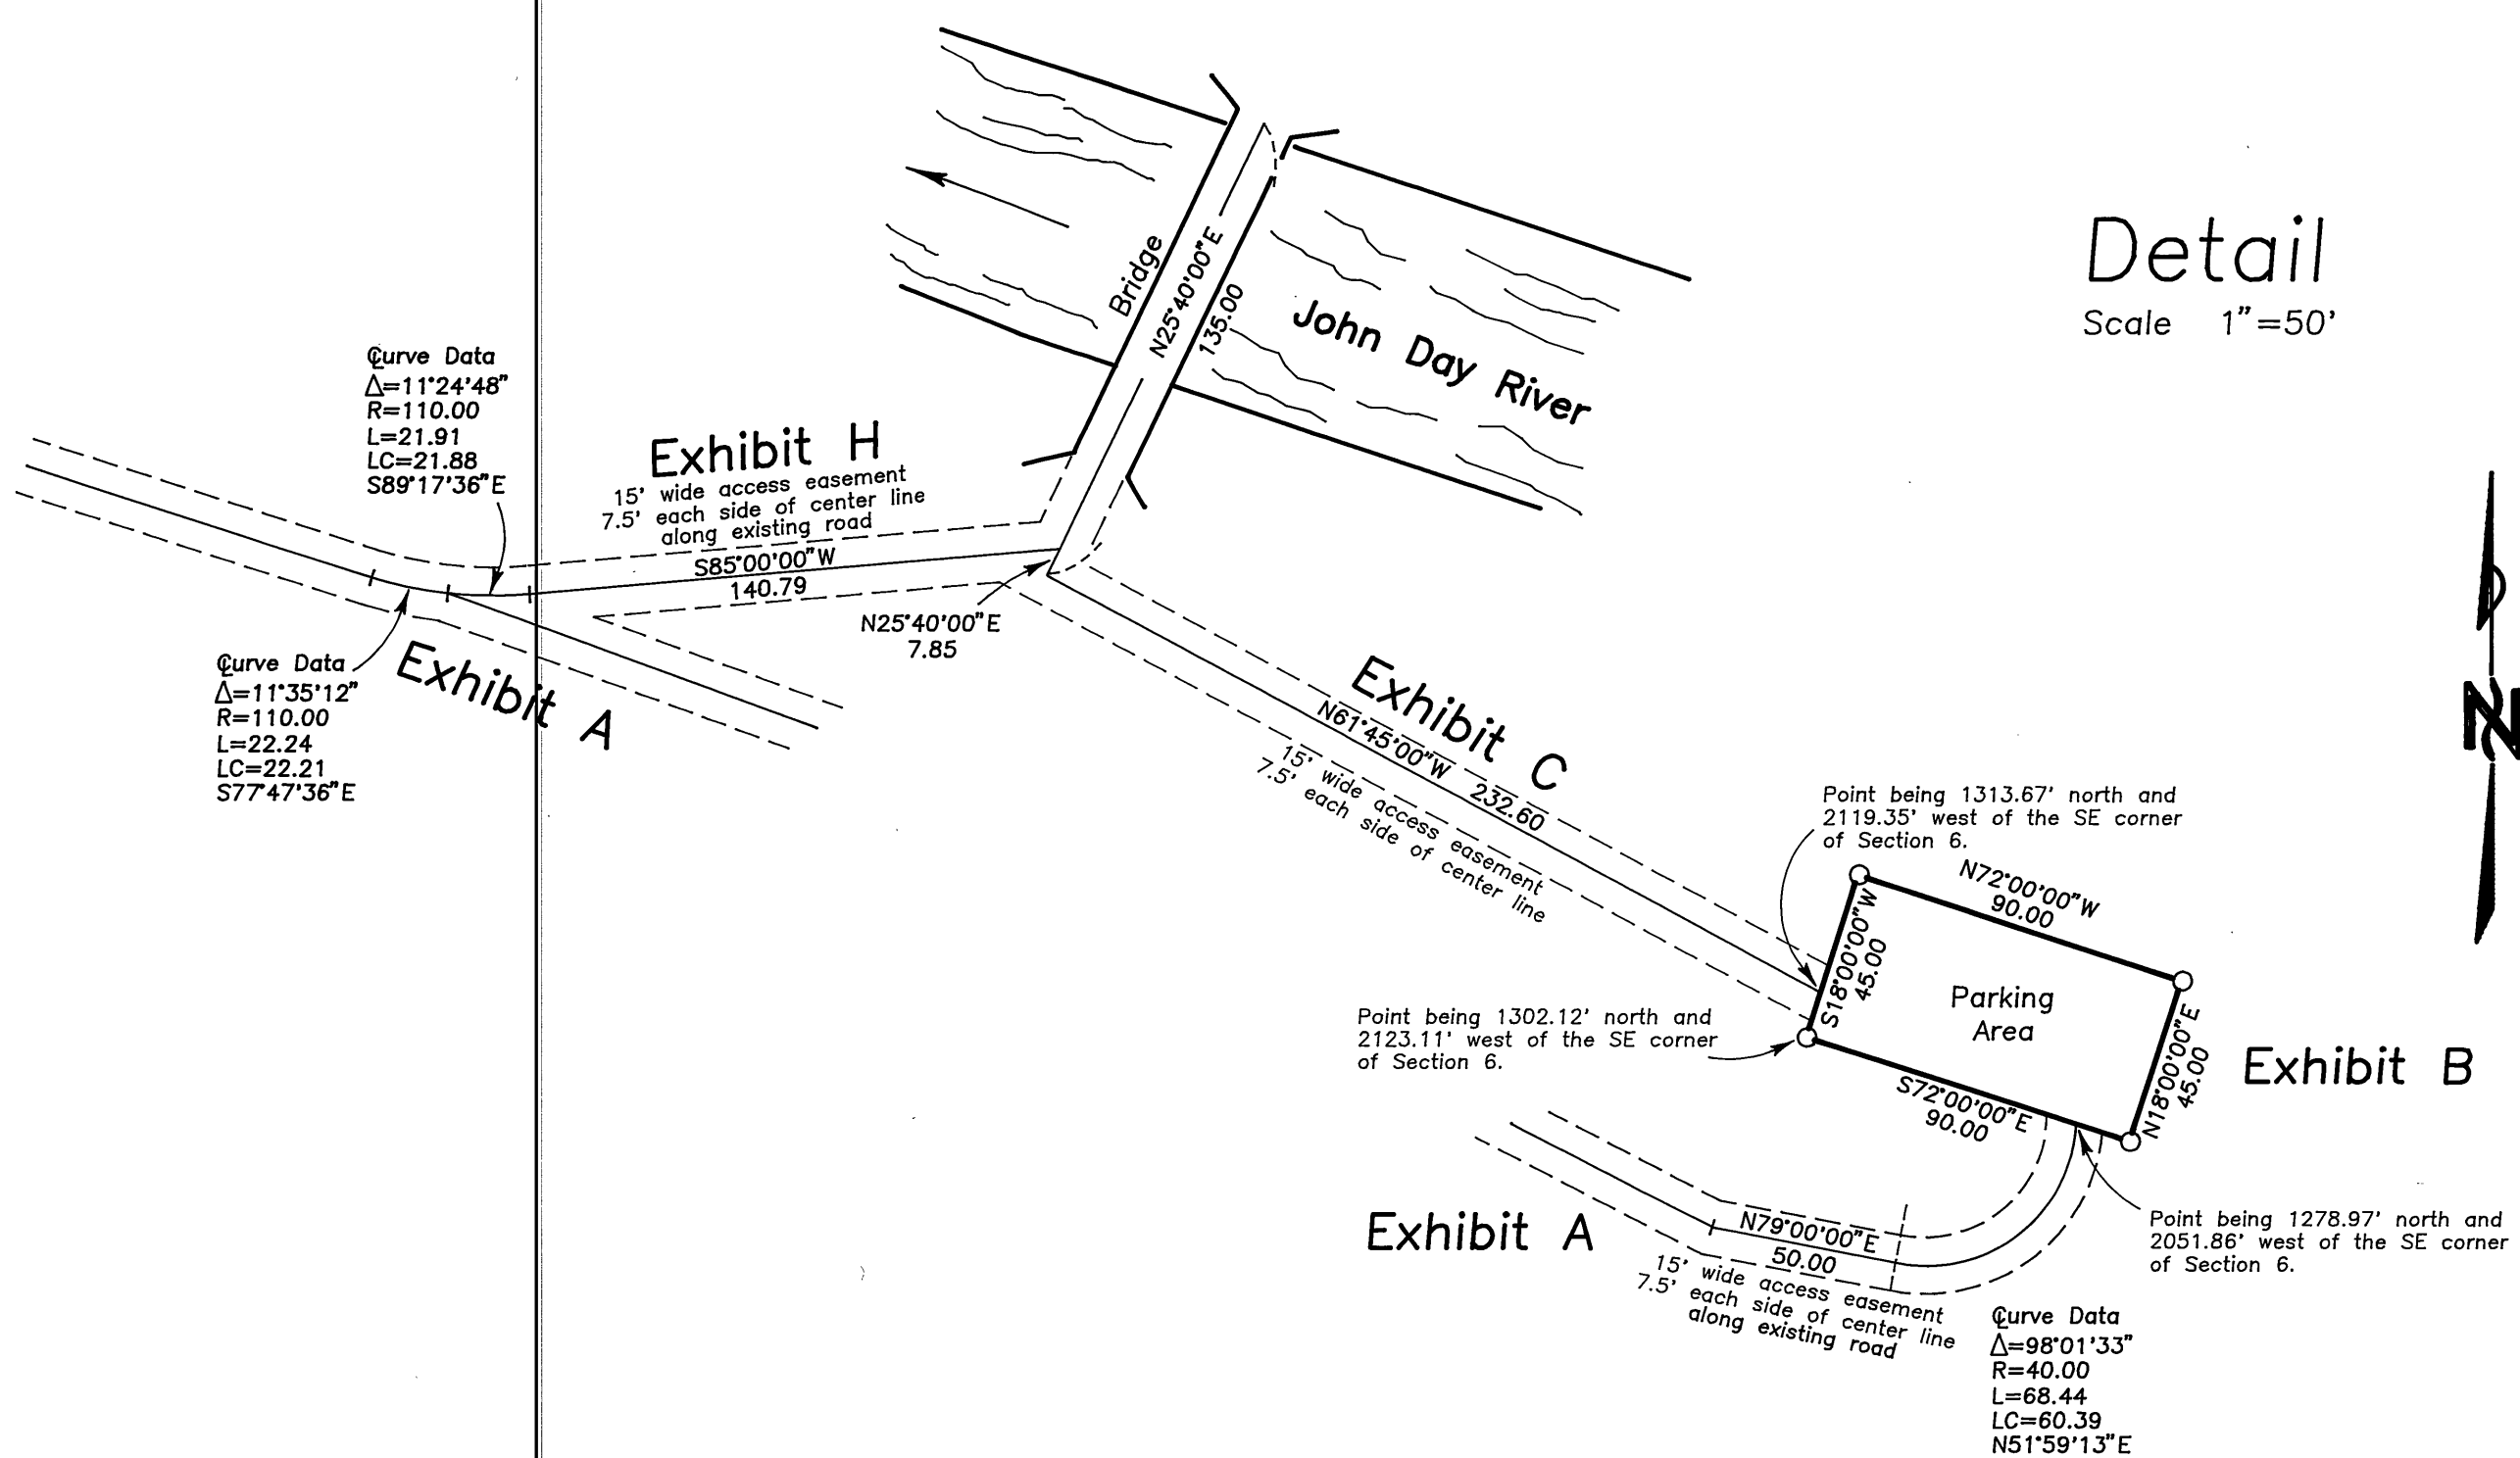 Detail
Scale 1"=50'
Bridge
N25°40'00"E
135.00
John Day River
℄urve Data
Δ=11°24'48"
R=110.00
L=21.91
LC=21.88
S89°17'36"E
Exhibit H
15' wide access easement
7.5' each side of center line
along existing road
S85°00'00"W
140.79
N25°40'00"E
7.85
℄urve Data
Δ=11°35'12"
R=110.00
L=22.24
LC=22.21
S77°47'36"E
Exhibit A
Exhibit C
N61°45'00"W 232.60
15' wide access easement
7.5' each side of center line
N
Point being 1313.67' north and
2119.35' west of the SE corner
of Section 6.
N72°00'00"W
90.00
S18°00'00"W
45.00
Parking
Area
N18°00'00"E
45.00
Exhibit B
Point being 1302.12' north and
2123.11' west of the SE corner
of Section 6.
S72°00'00"E
90.00
Exhibit A
N79°00'00"E
50.00
15' wide access easement
7.5' each side of center line
along existing road
Point being 1278.97' north and
2051.86' west of the SE corner
of Section 6.
℄urve Data
Δ=98°01'33"
R=40.00
L=68.44
LC=60.39
N51°59'13"E